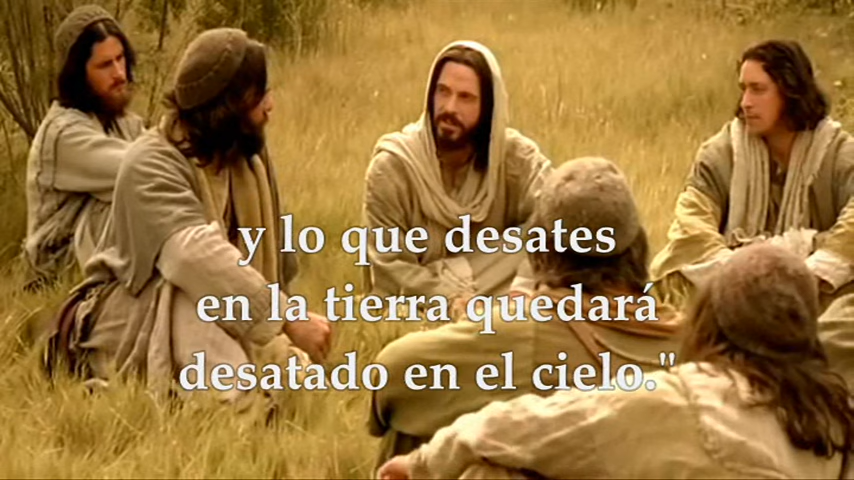 y lo que desates
en la tierra quedará
desatado en el cielo."